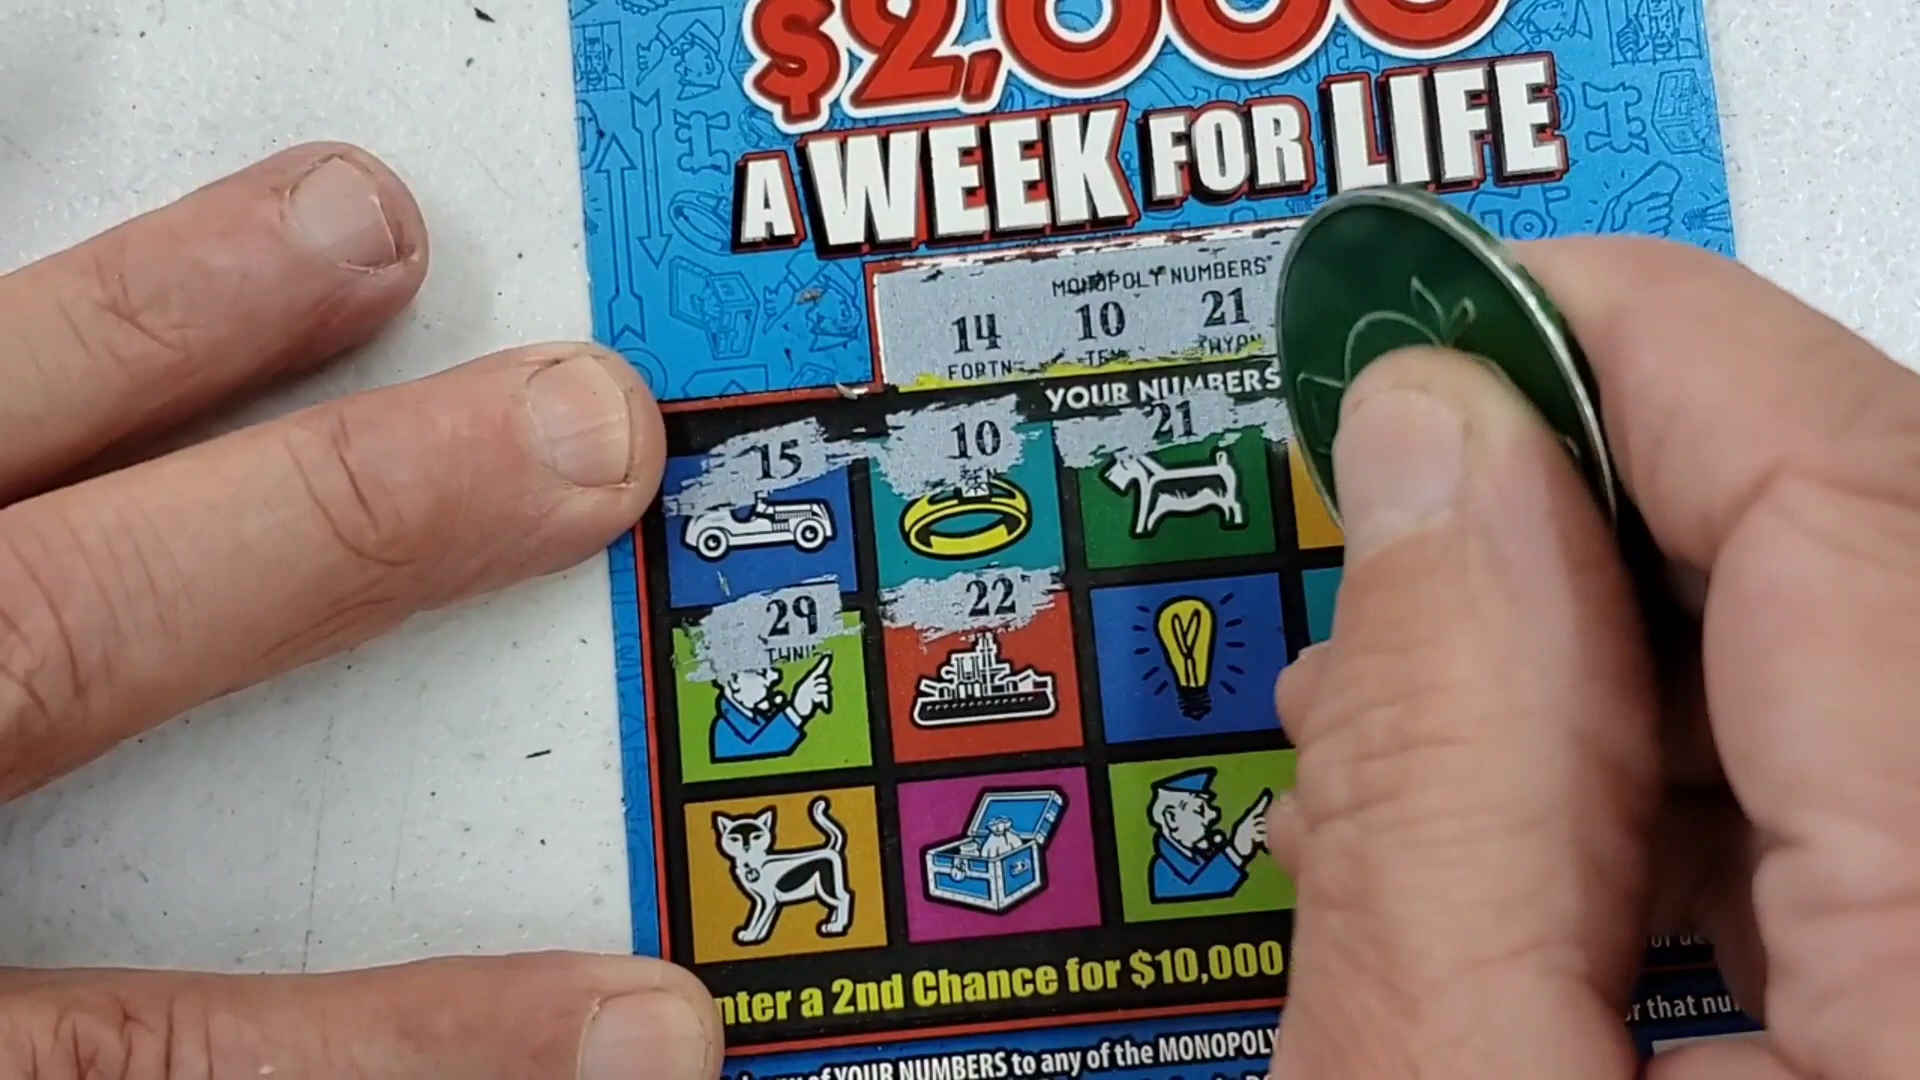 $2,000
A WEEK FOR LIFE
MONOPOLY NUMBERS
14 10 21
YOUR NUMBERS
15 10 21
29 22
nter a 2nd Chance for $10,000
of YOUR NUMBERS to any of the MONOPOLY
that